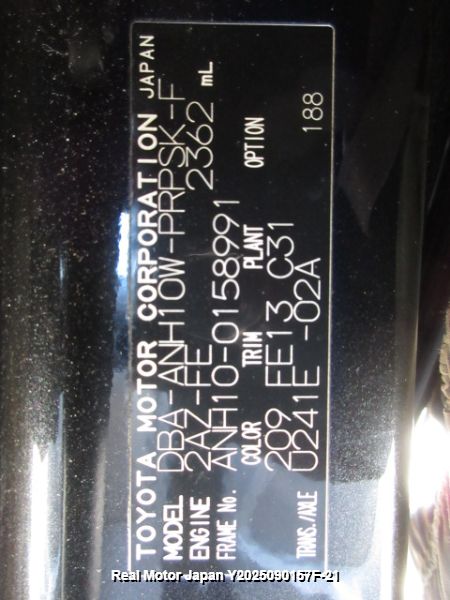 TOYOTA MOTOR CORPORATION JAPAN
MODEL DBA-ANH10W-PRPSK-F
ENGINE 2AZ-FE 2362 mL
FRAME No. ANH10-0158991
COLOR TRIM PLANT OPTION
209 FE13 C31
TRANS./AXLE U241E -02A 188
Real Motor Japan Y2025090157F-21